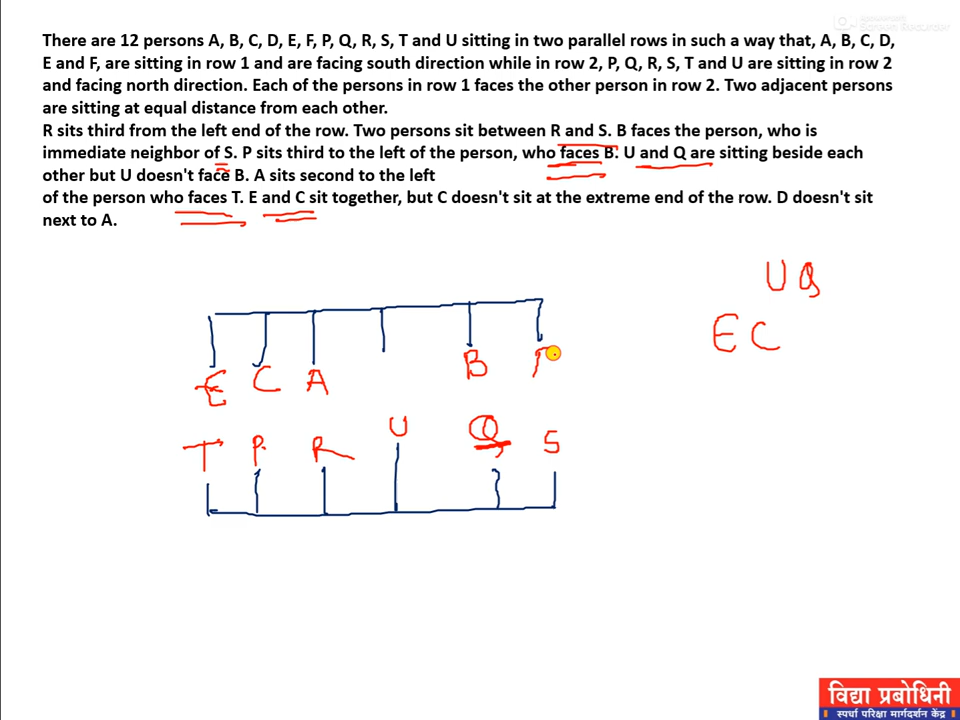 There are 12 persons A, B, C, D, E, F, P, Q, R, S, T and U sitting in two parallel rows in such a way that, A, B, C, D,
E and F, are sitting in row 1 and are facing south direction while in row 2, P, Q, R, S, T and U are sitting in row 2
and facing north direction. Each of the persons in row 1 faces the other person in row 2. Two adjacent persons
are sitting at equal distance from each other.
R sits third from the left end of the row. Two persons sit between R and S. B faces the person, who is
immediate neighbor of S. P sits third to the left of the person, who faces B. U and Q are sitting beside each
other but U doesn't face B. A sits second to the left
of the person who faces T. E and C sit together, but C doesn't sit at the extreme end of the row. D doesn't sit
next to A.
U Q
E C
E C A B
T P R U Q S
विद्या प्रबोधिनी
स्पर्धा परिक्षा मार्गदर्शन केंद्र